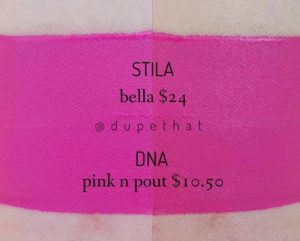 STILA
bella $24
@dupethat
DNA
pink n pout $10.50